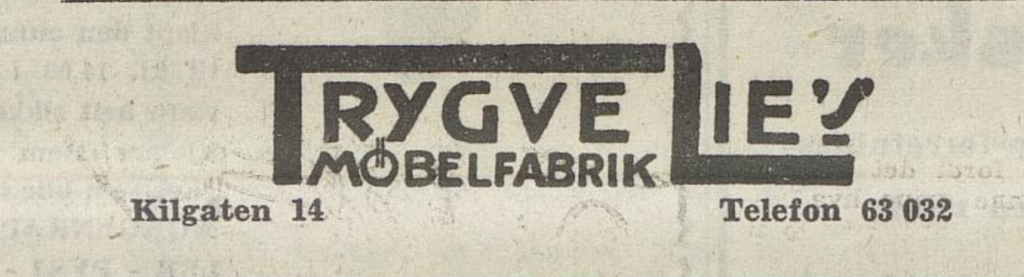 TRYGVE LIE's
MÖBELFABRIK
Kilgaten 14 Telefon 63 032